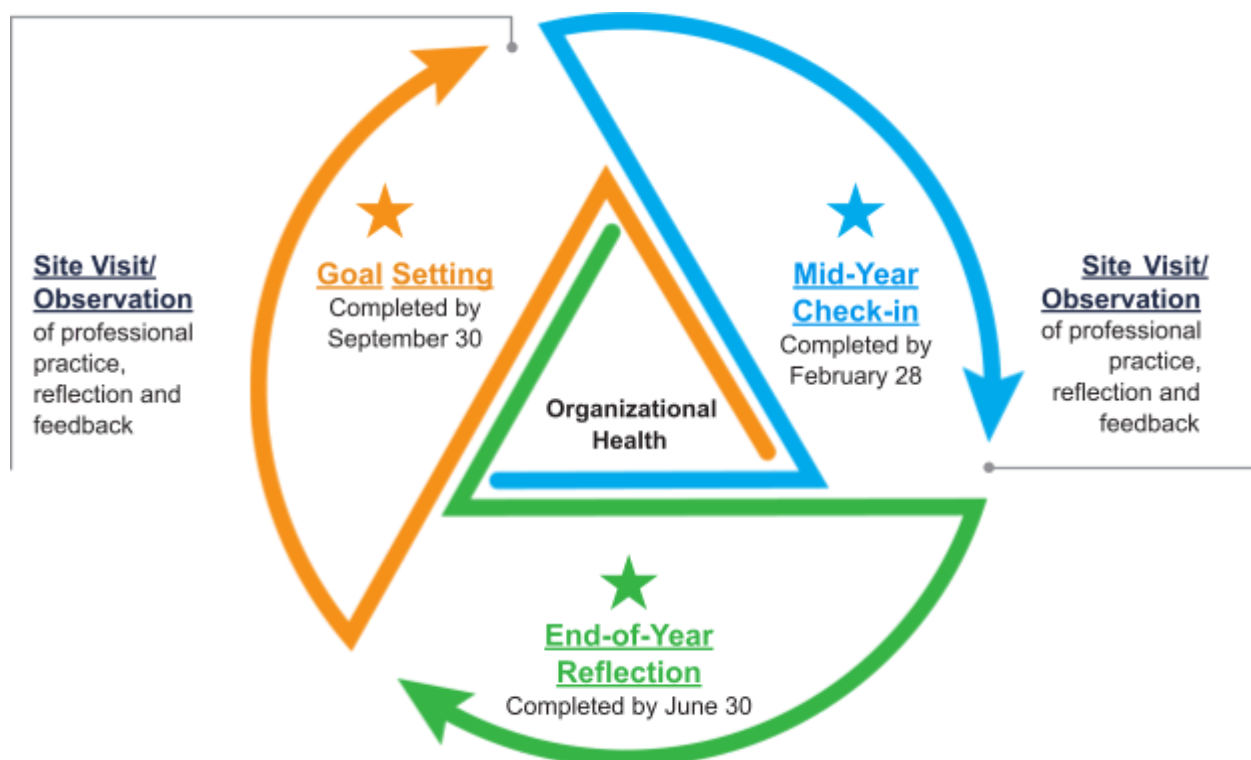 Site Visit/
Observation
of professional
practice,
reflection and
feedback
Goal Setting
Completed by
September 30
Mid-Year
Check-in
Completed by
February 28
Site Visit/
Observation
of professional
practice,
reflection and
feedback
Organizational
Health
End-of-Year
Reflection
Completed by June 30